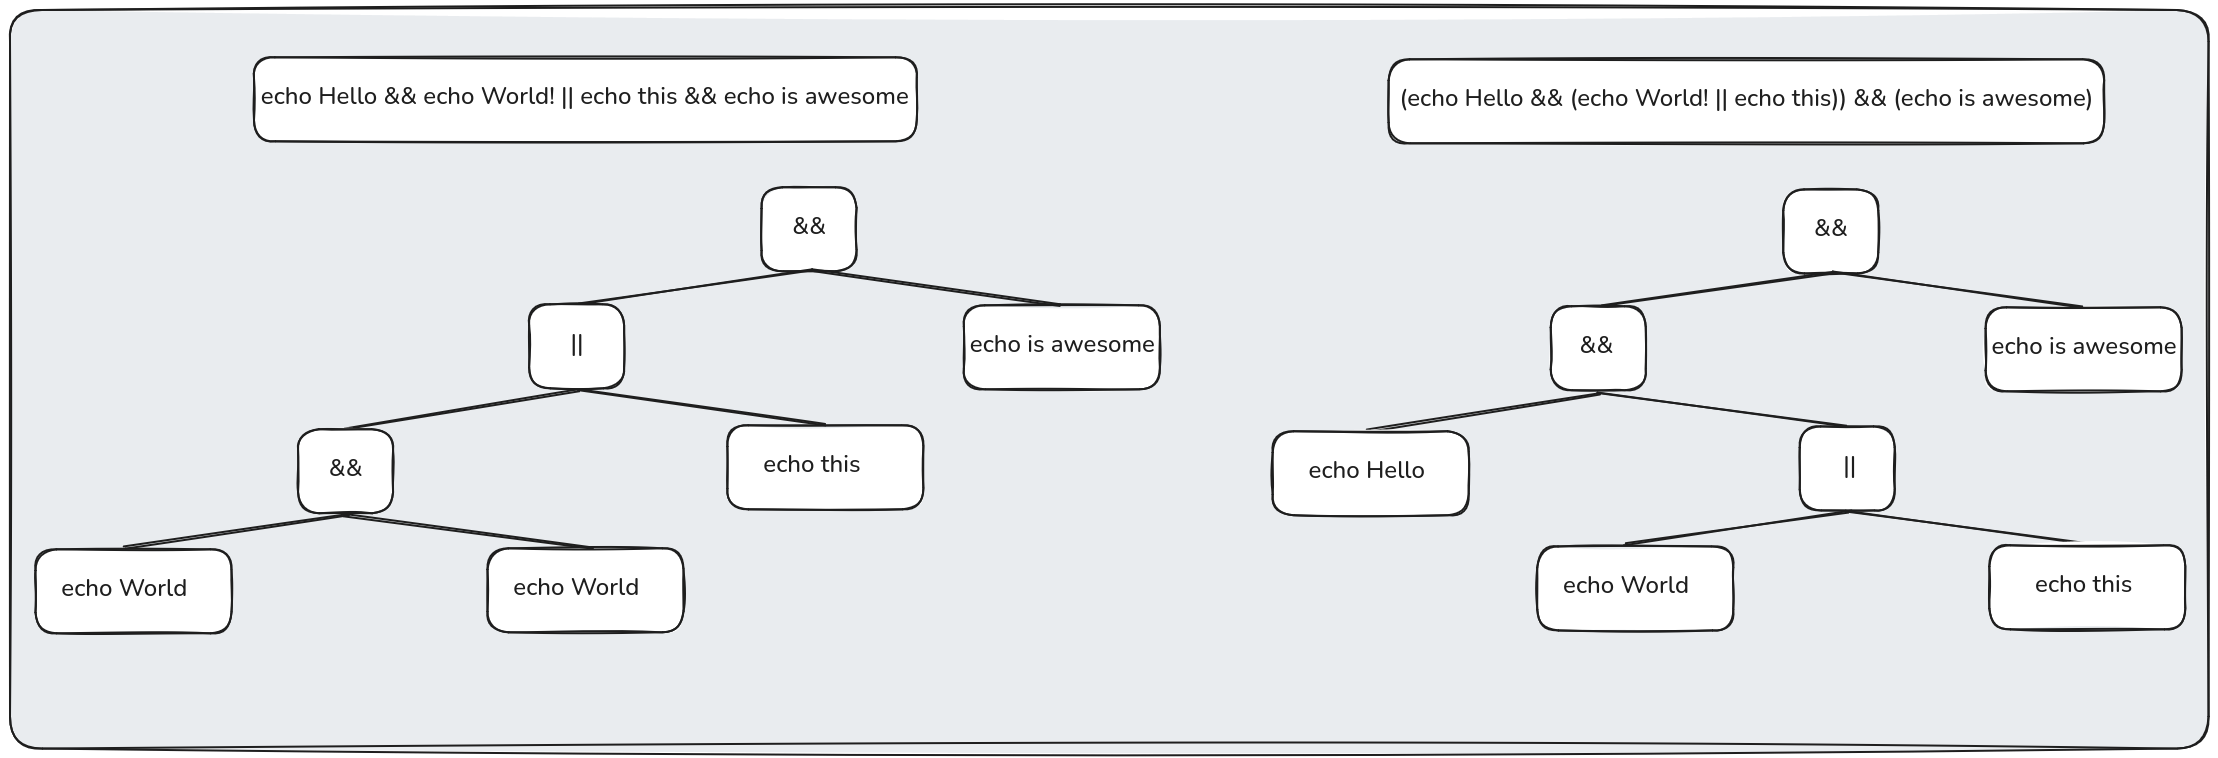 echo Hello && echo World! || echo this && echo is awesome
&&
||
echo is awesome
&&
echo this
echo World
echo World
(echo Hello && (echo World! || echo this)) && (echo is awesome)
&&
&&
echo is awesome
echo Hello
||
echo World
echo this